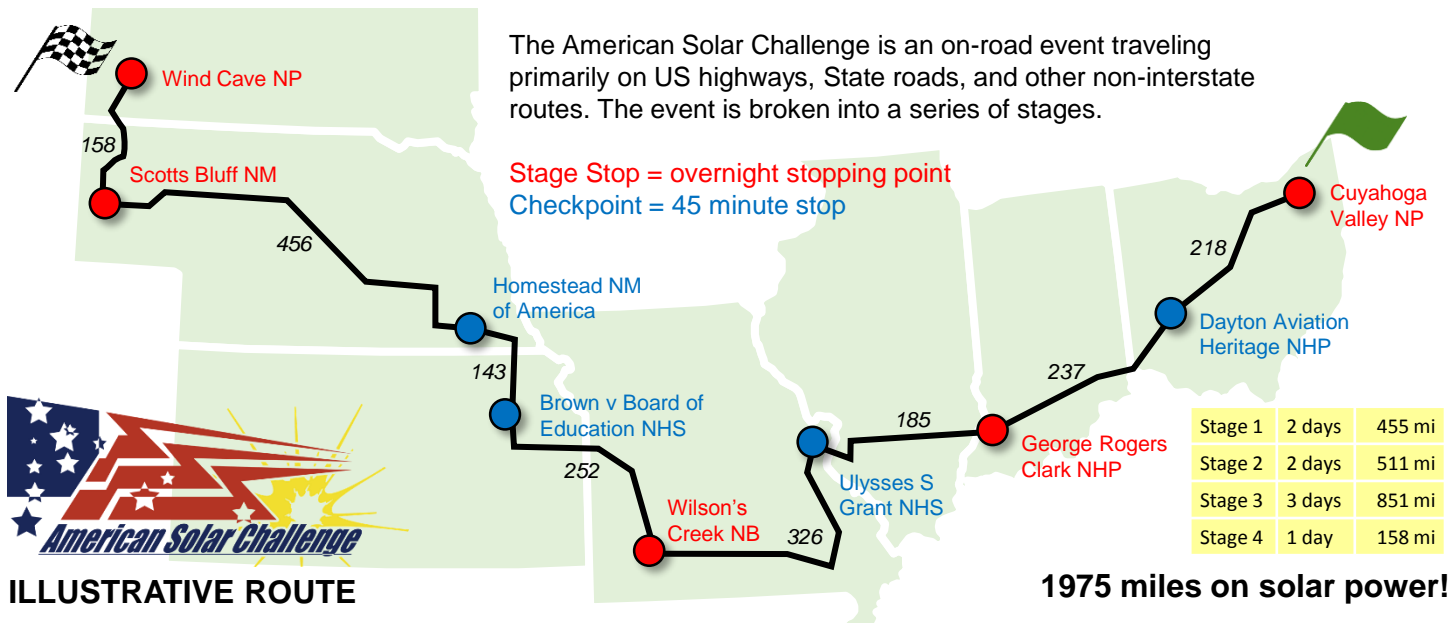 The American Solar Challenge is an on-road event traveling
primarily on US highways, State roads, and other non-interstate
routes. The event is broken into a series of stages.
Stage Stop = overnight stopping point
Checkpoint = 45 minute stop
Wind Cave NP
158
Scotts Bluff NM
456
Homestead NM
of America
143
Brown v Board of
Education NHS
252
Wilson's
Creek NB
326
Ulysses S
Grant NHS
185
George Rogers
Clark NHP
237
Dayton Aviation
Heritage NHP
218
Cuyahoga
Valley NP
Stage 1 2 days 455 mi
Stage 2 2 days 511 mi
Stage 3 3 days 851 mi
Stage 4 1 day 158 mi
American Solar Challenge
ILLUSTRATIVE ROUTE
1975 miles on solar power!